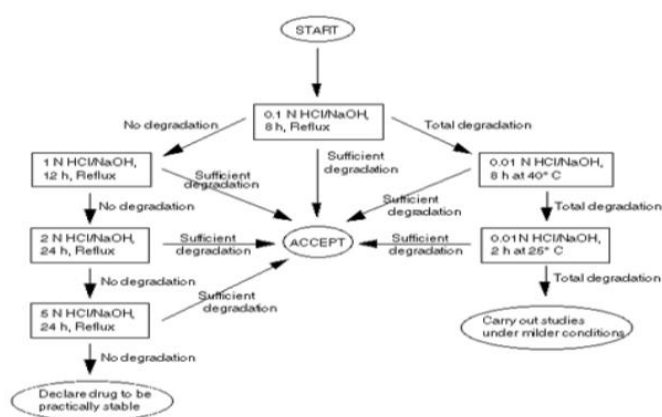 START
0.1 N HCl/NaOH,
8 h, Reflux
No degradation
Total degradation
Sufficient
degradation
1 N HCl/NaOH,
12 h, Reflux
Sufficient
degradation
0.01 N HCl/NaOH,
8 h at 40° C
Sufficient
degradation
No degradation
Total degradation
2 N HCl/NaOH,
24 h, Reflux
Sufficient
degradation
ACCEPT
Sufficient
degradation
0.01N HCl/NaOH,
2 h at 25° C
No degradation
Total degradation
Sufficient
degradation
5 N HCl/NaOH,
24 h, Reflux
Carry out studies
under milder conditions
No degradation
Declare drug to be
practically stable